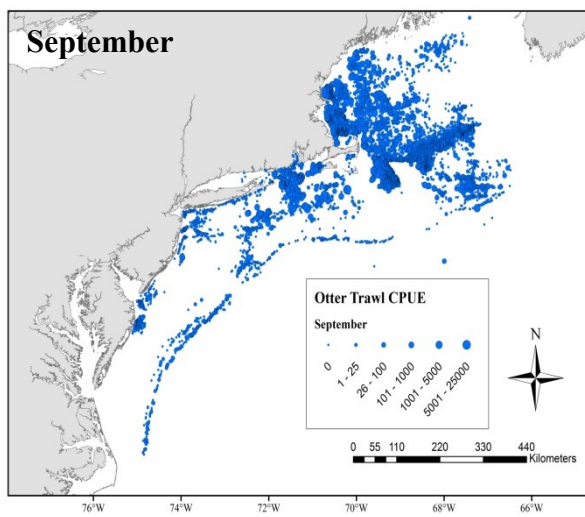 September
Otter Trawl CPUE
September
0
1 - 25
26 - 100
101 - 1000
1001 - 5000
5001 - 25000
N
0 55 110 220 330 440
Kilometers
76°W 74°W 72°W 70°W 68°W 66°W